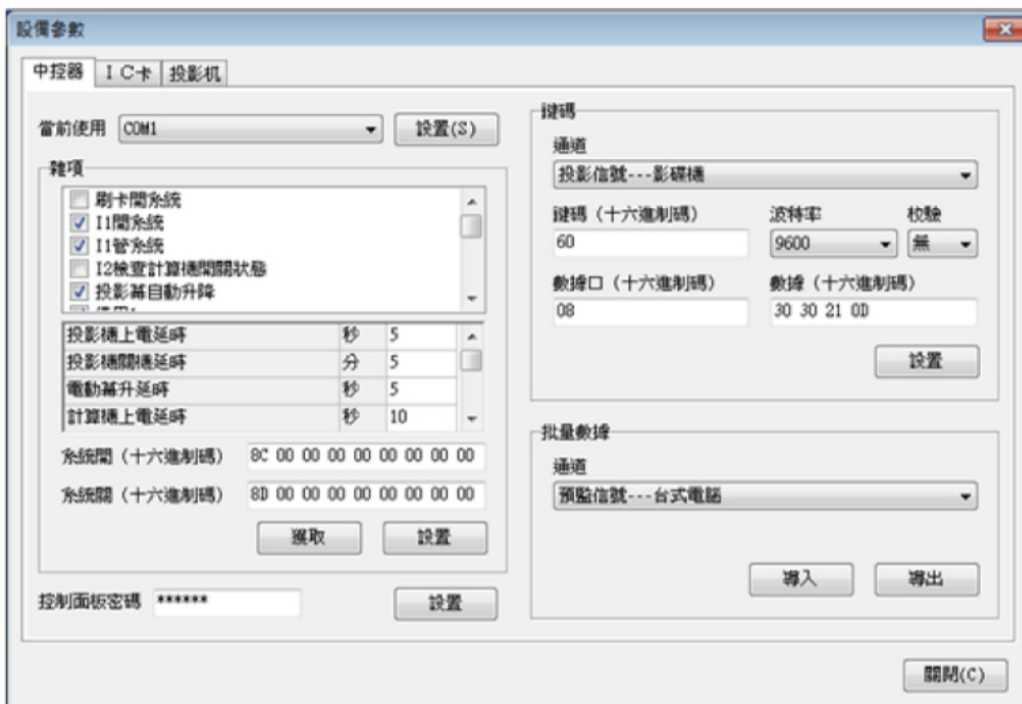 設備參數
中控器 IC卡 投影机
當前使用 COM1 設置(S)
雜項
刷卡開系統
I1開系統
I1管系統
I2檢查計算機開關狀態
投影幕自動升降
投影機上電延時 秒 5
投影機關機延時 分 5
電動幕升延時 秒 5
計算機上電延時 秒 10
系統開（十六進制碼） 8C 00 00 00 00 00 00 00 00
系統關（十六進制碼） 8D 00 00 00 00 00 00 00 00
獲取 設置
控制面板密碼 ****** 設置
鍵碼
通道
投影信號---影碟機
鍵碼（十六進制碼） 波特率 校驗
60 9600 無
數據口（十六進制碼） 數據（十六進制碼）
08 30 30 21 0D
設置
批量數據
通道
預監信號---台式電腦
導入 導出
關閉(C)